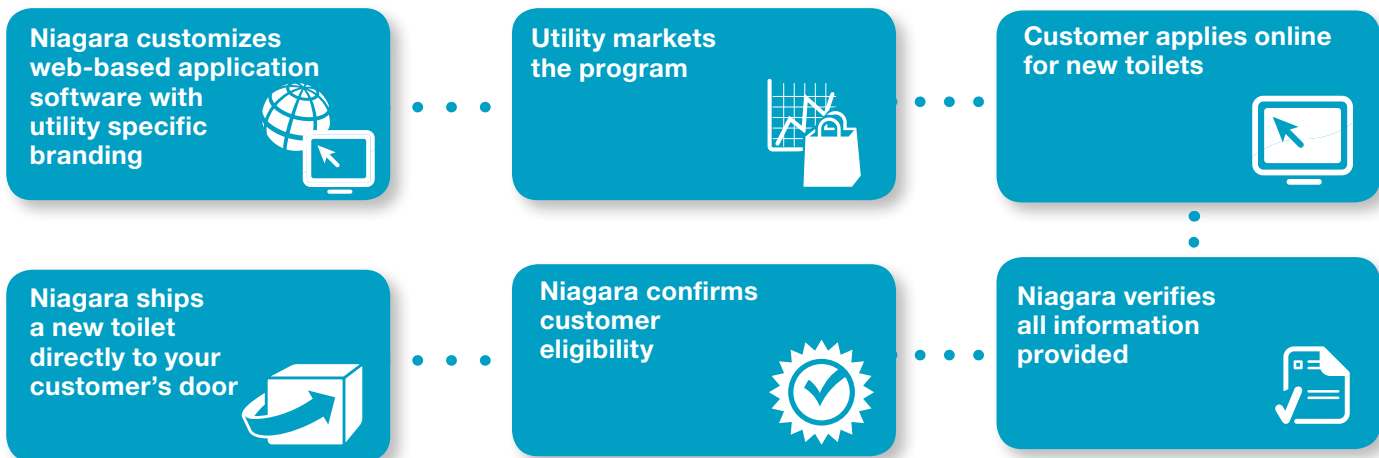 Niagara customizes
web-based application
software with
utility specific
branding
Utility markets
the program
Customer applies online
for new toilets
Niagara verifies
all information
provided
Niagara confirms
customer
eligibility
Niagara ships
a new toilet
directly to your
customer’s door